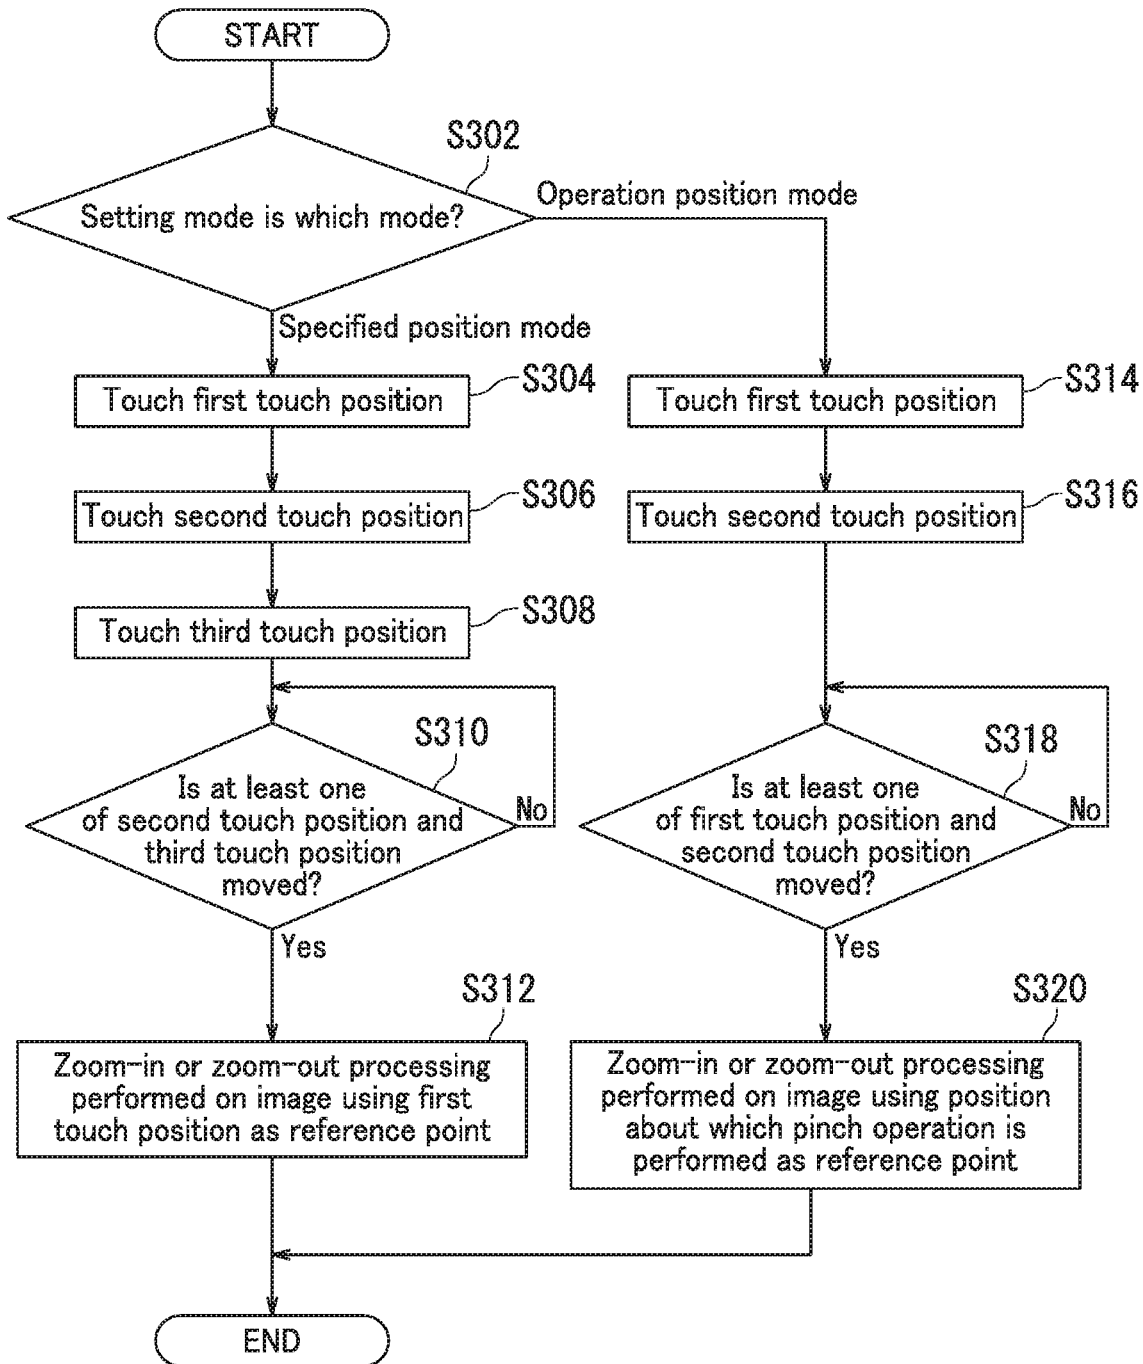 START
S302
Setting mode is which mode?
Operation position mode
Specified position mode
S304
Touch first touch position
S306
Touch second touch position
S308
Touch third touch position
S310
Is at least one
of second touch position and
third touch position
moved?
No
Yes
S312
Zoom-in or zoom-out processing
performed on image using first
touch position as reference point
S314
Touch first touch position
S316
Touch second touch position
S318
Is at least one
of first touch position and
second touch position
moved?
No
Yes
S320
Zoom-in or zoom-out processing
performed on image using position
about which pinch operation is
performed as reference point
END